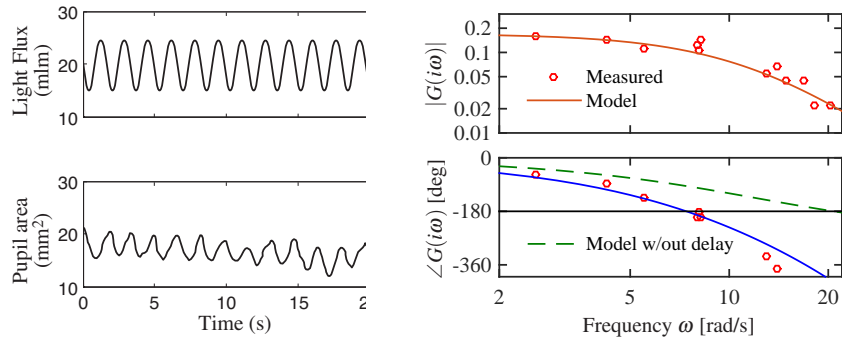 30
20
10
Light Flux
(mlm)
30
20
10
Pupil area
(mm²)
0 5 10 15 20
Time (s)
0.2
0.1
0.05
0.02
0.01
|G(iω)|
Measured
Model
0
-180
-360
∠G(iω) [deg]
Model w/out delay
2 5 10 20
Frequency ω [rad/s]